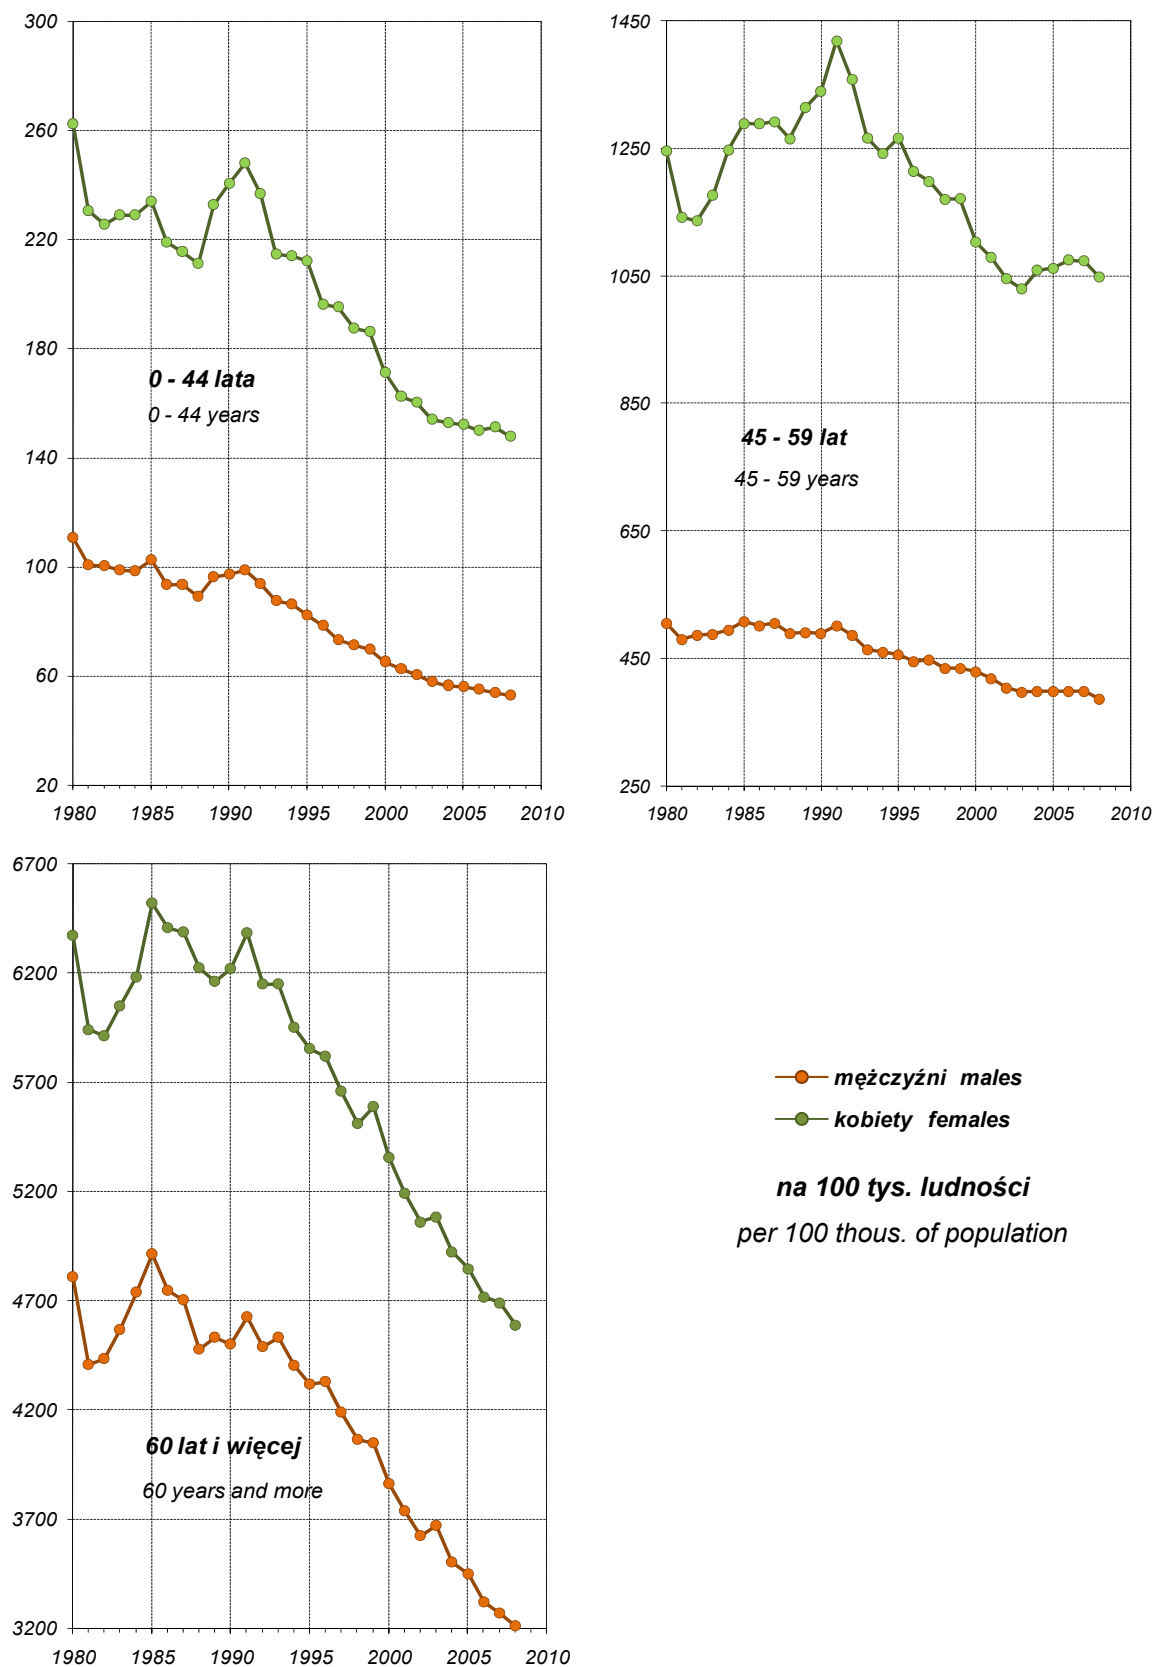 300
260
220
180
140
100
60
20
1980 1985 1990 1995 2000 2005 2010
0 - 44 lata
0 - 44 years
1450
1250
1050
850
650
450
250
1980 1985 1990 1995 2000 2005 2010
45 - 59 lat
45 - 59 years
6700
6200
5700
5200
4700
4200
3700
3200
1980 1985 1990 1995 2000 2005 2010
60 lat i więcej
60 years and more
mężczyźni males
kobiety females
na 100 tys. ludności
per 100 thous. of population